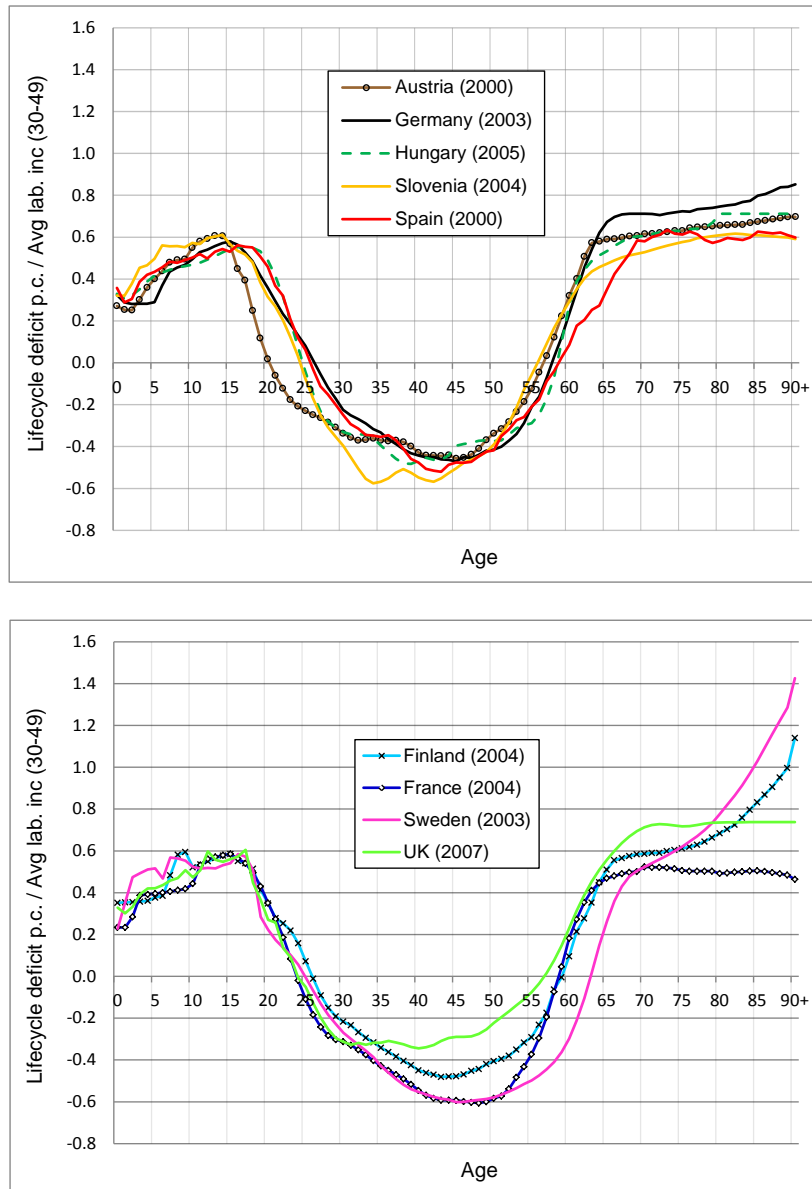 Lifecycle deficit p.c. / Avg lab. inc (30-49)
1.6
1.4
1.2
1.0
0.8
0.6
0.4
0.2
0.0
-0.2
-0.4
-0.6
-0.8
Austria (2000)
Germany (2003)
Hungary (2005)
Slovenia (2004)
Spain (2000)
0 5 10 15 20 25 30 35 40 45 50 55 60 65 70 75 80 85 90+
Age
Lifecycle deficit p.c. / Avg lab. inc (30-49)
1.6
1.4
1.2
1.0
0.8
0.6
0.4
0.2
0.0
-0.2
-0.4
-0.6
-0.8
Finland (2004)
France (2004)
Sweden (2003)
UK (2007)
0 5 10 15 20 25 30 35 40 45 50 55 60 65 70 75 80 85 90+
Age